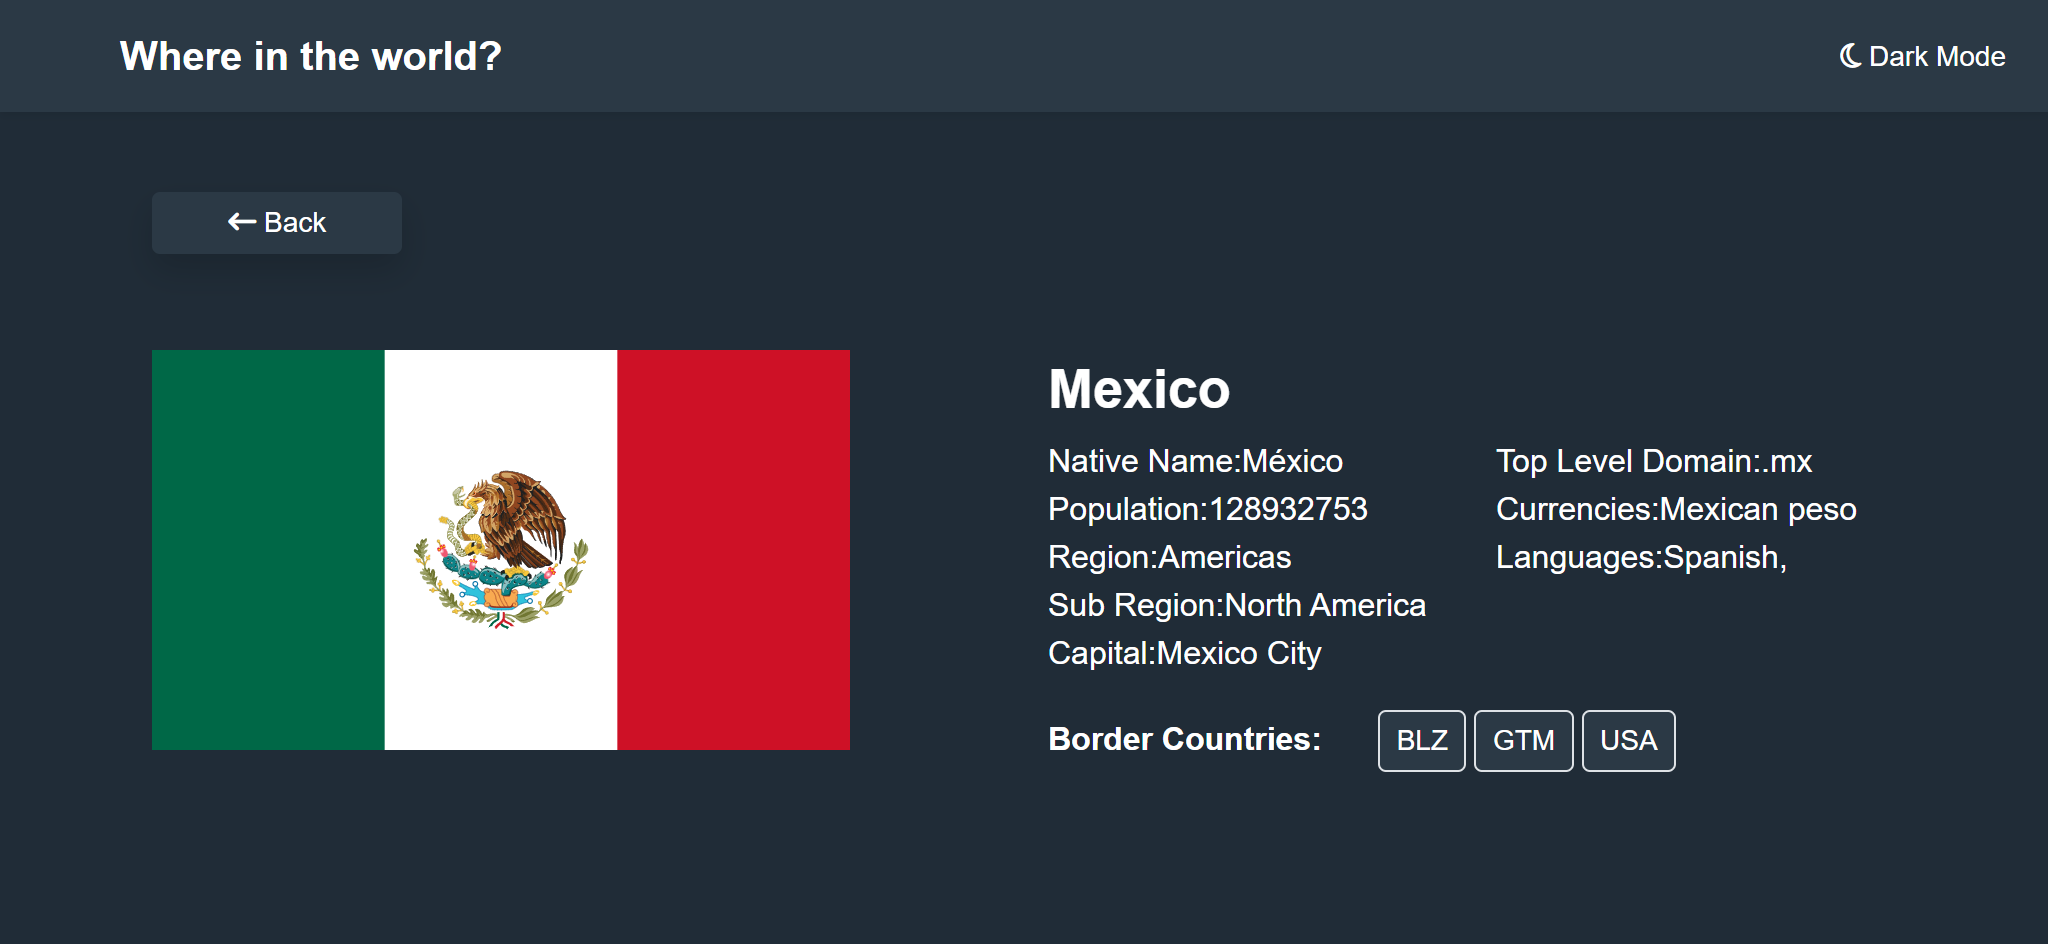 Where in the world?
Dark Mode
Back
Mexico
Native Name:México
Population:128932753
Region:Americas
Sub Region:North America
Capital:Mexico City
Top Level Domain:.mx
Currencies:Mexican peso
Languages:Spanish,
Border Countries: BLZ GTM USA